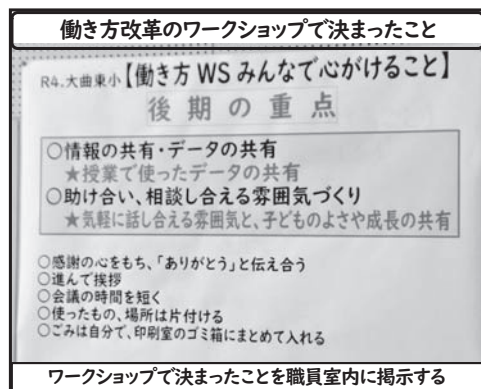 働き方改革のワークショップで決まったこと
R4.大曲東小【働き方 WS みんなで心がけること】
後期の重点
○情報の共有・データの共有
★授業で使ったデータの共有
○助け合い、相談し合える雰囲気づくり
★気軽に話し合える雰囲気と、子どものよさや成長の共有
○感謝の心をもち、「ありがとう」と伝え合う
○進んで挨拶
○会議の時間を短く
○使ったもの、場所は片付ける
○ごみは自分で、印刷室のゴミ箱にまとめて入れる
ワークショップで決まったことを職員室内に掲示する